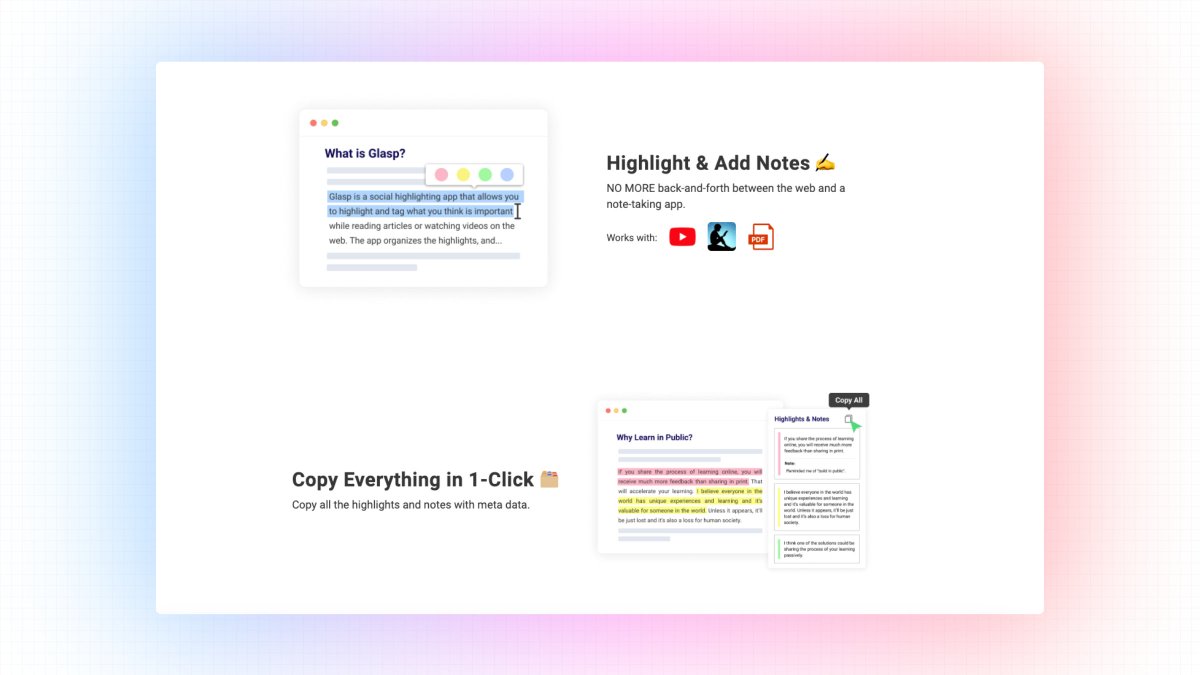 What is Glasp?
Glasp is a social highlighting app that allows you
to highlight and tag what you think is important
while reading articles or watching videos on the
web. The app organizes the highlights, and...
Highlight & Add Notes ✍️
NO MORE back-and-forth between the web and a
note-taking app.
Works with:
PDF
Copy Everything in 1-Click 🗂️
Copy all the highlights and notes with meta data.
Why Learn in Public?
If you share the process of learning online, you will
receive much more feedback than sharing in print. That
will accelerate your learning. I believe everyone in the
world has unique experiences and learning and it's
valuable for someone in the world. Unless it appears, it'll
be just lost and it's also a loss for human society.
Copy All
Highlights & Notes
If you share the process of learning
online, you will receive much more
feedback than sharing in print.
Note:
Reminded me of "build in public".
I believe everyone in the world has
unique experiences and learning
and it's valuable for someone in the
world. Unless it appears, it'll be just
lost and it's also a loss for human
society.
I think one of the solutions could be
sharing the process of your learning
passively.